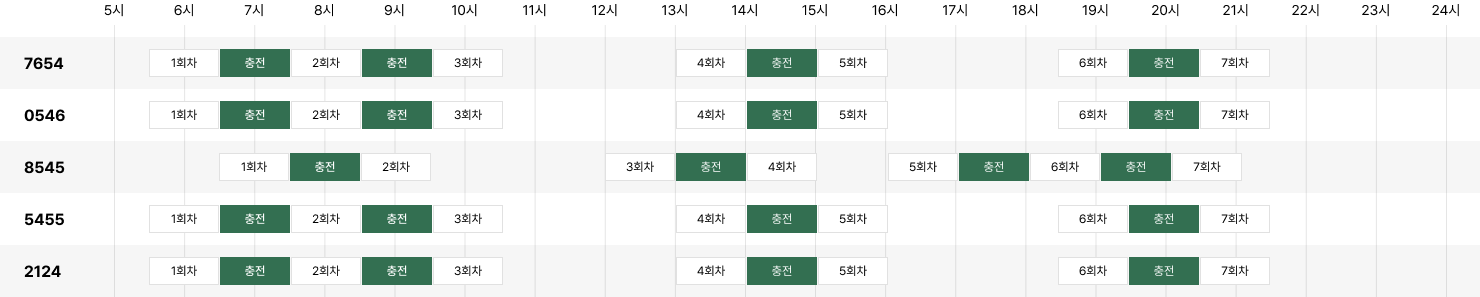 5시 6시 7시 8시 9시 10시 11시 12시 13시 14시 15시 16시 17시 18시 19시 20시 21시 22시 23시 24시
7654 1회차 충전 2회차 충전 3회차 4회차 충전 5회차 6회차 충전 7회차
0546 1회차 충전 2회차 충전 3회차 4회차 충전 5회차 6회차 충전 7회차
8545 1회차 충전 2회차 3회차 충전 4회차 5회차 충전 6회차 충전 7회차
5455 1회차 충전 2회차 충전 3회차 4회차 충전 5회차 6회차 충전 7회차
2124 1회차 충전 2회차 충전 3회차 4회차 충전 5회차 6회차 충전 7회차